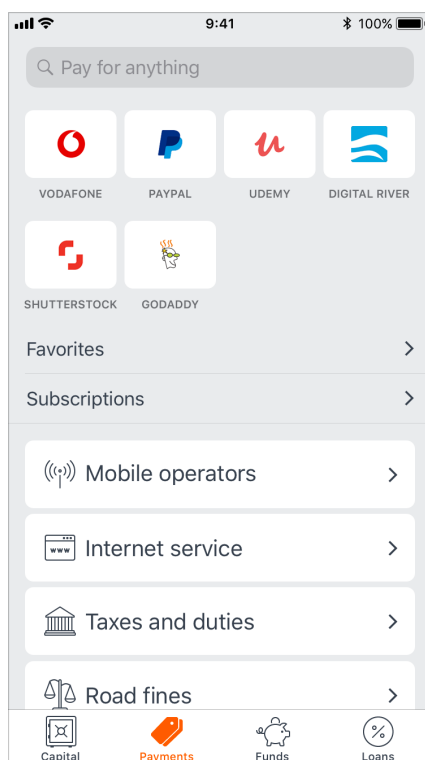 9:41
100%
Pay for anything
VODAFONE PAYPAL UDEMY DIGITAL RIVER
SHUTTERSTOCK GODADDY
Favorites
Subscriptions
Mobile operators
www Internet service
Taxes and duties
Road fines
Capital Payments Funds Loans